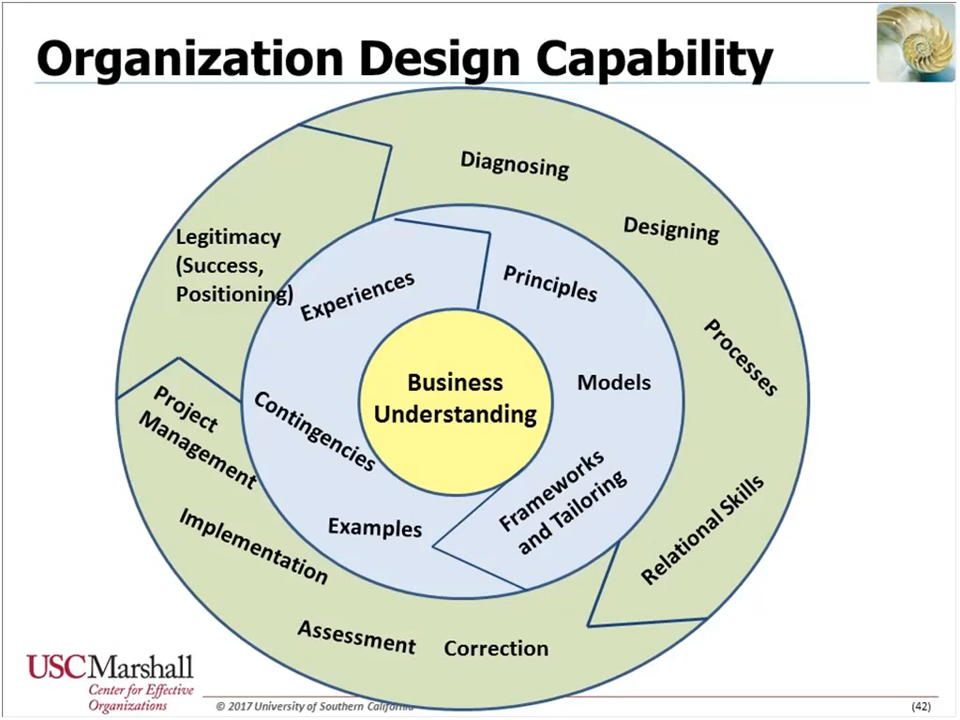 Organization Design Capability
Diagnosing
Designing
Processes
Relational Skills
Correction
Assessment
Implementation
Project
Management
Legitimacy
(Success,
Positioning)
Principles
Models
Frameworks
and Tailoring
Examples
Contingencies
Experiences
Business
Understanding
USC Marshall
Center for Effective
Organizations
© 2017 University of Southern California
(42)